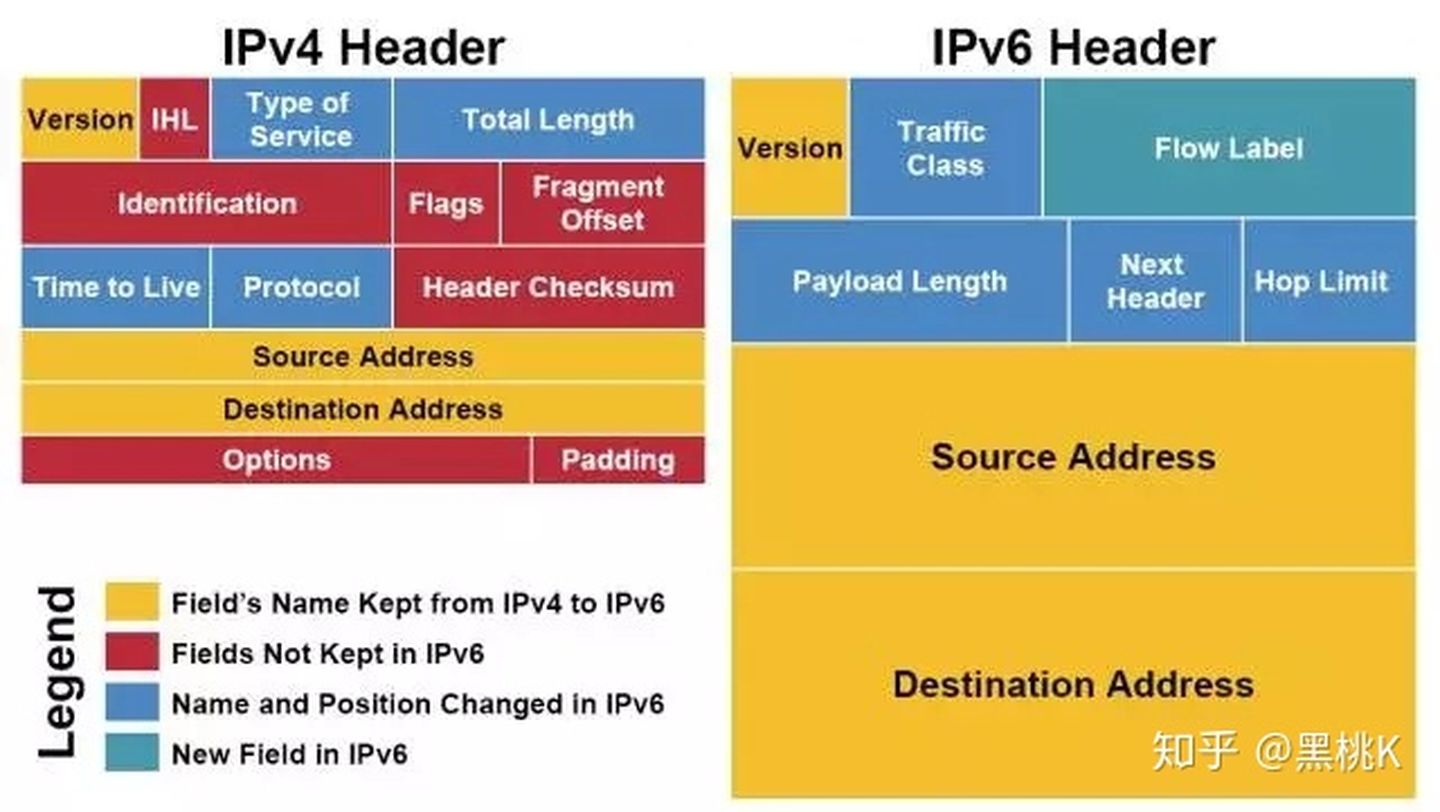 IPv4 Header
Version IHL Type of Service Total Length
Identification Flags Fragment Offset
Time to Live Protocol Header Checksum
Source Address
Destination Address
Options Padding
Legend
Field's Name Kept from IPv4 to IPv6
Fields Not Kept in IPv6
Name and Position Changed in IPv6
New Field in IPv6
IPv6 Header
Version Traffic Class Flow Label
Payload Length Next Header Hop Limit
Source Address
Destination Address
知乎 @黑桃K